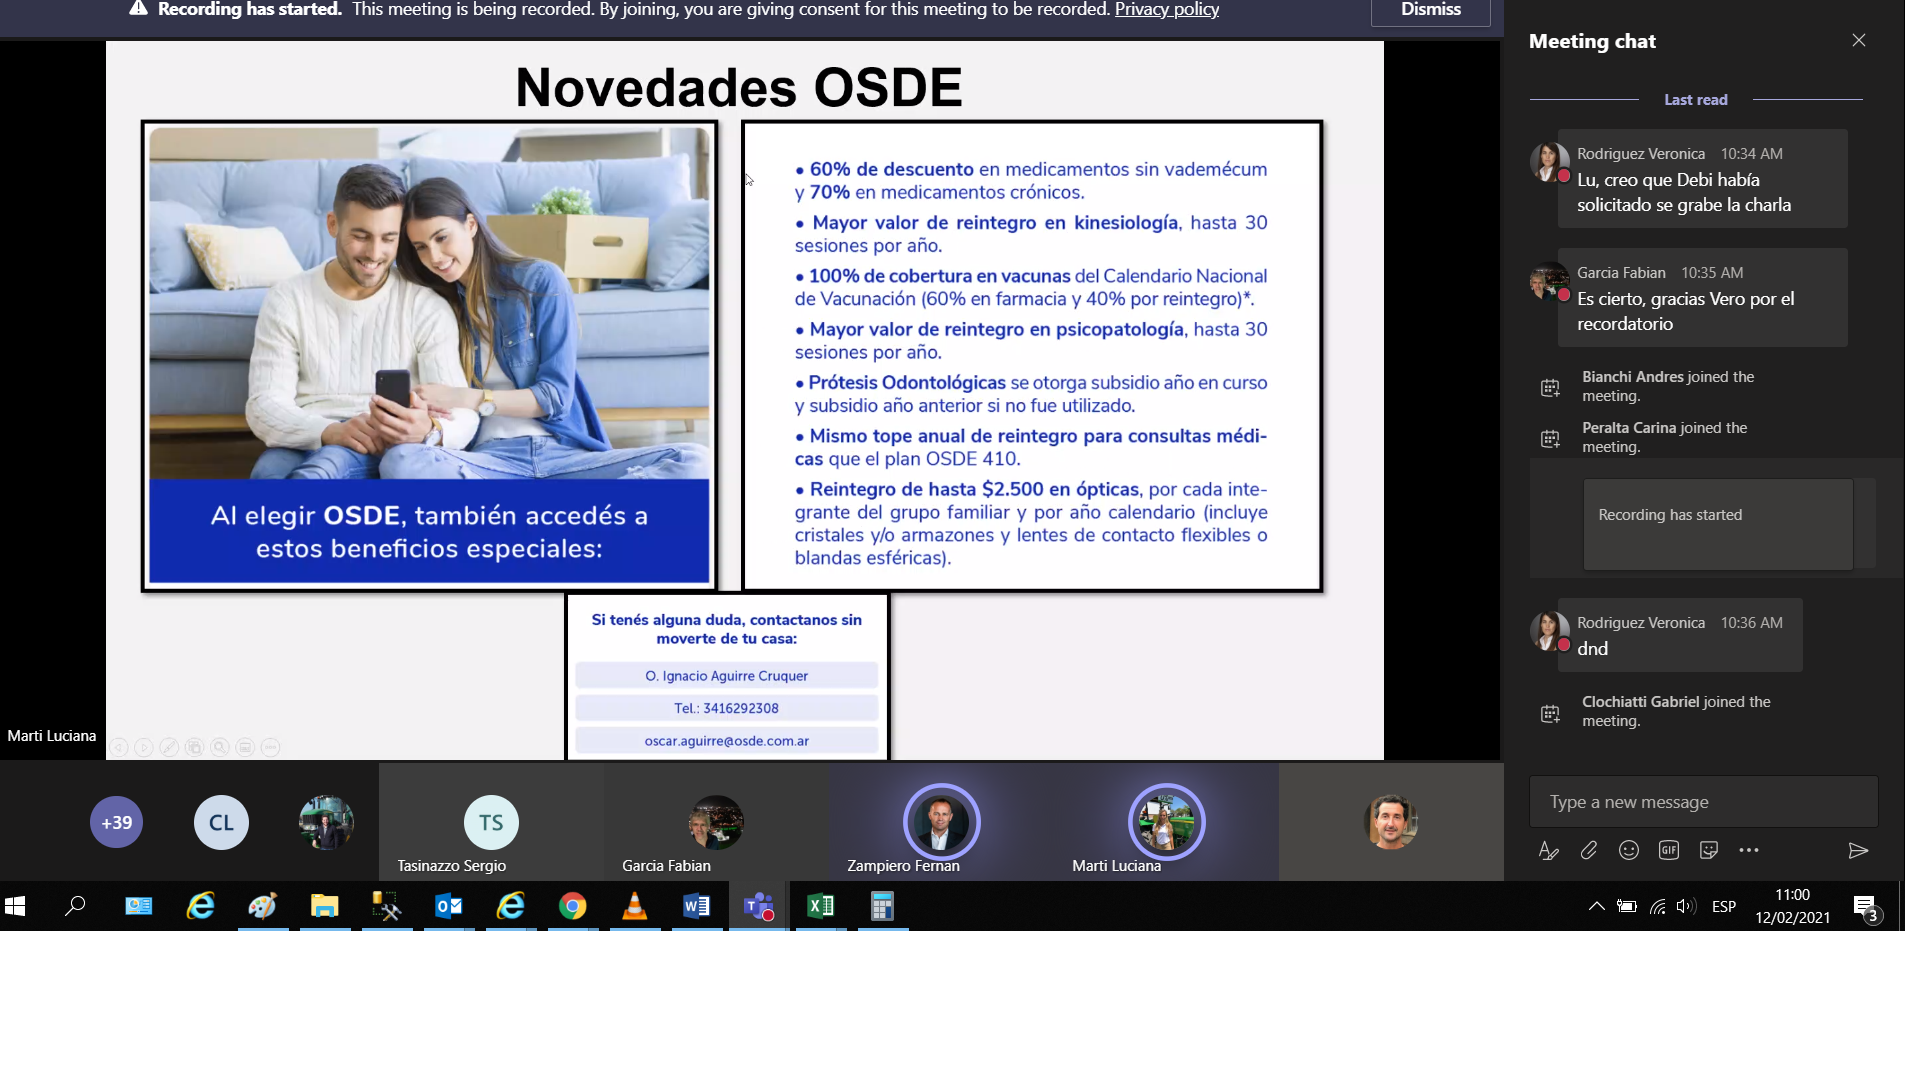 Recording has started. This meeting is being recorded. By joining, you are giving consent for this meeting to be recorded. Privacy policy
Dismiss
Novedades OSDE
Al elegir OSDE, también accedés a
estos beneficios especiales:
• 60% de descuento en medicamentos sin vademécum
y 70% en medicamentos crónicos.
• Mayor valor de reintegro en kinesiología, hasta 30
sesiones por año.
• 100% de cobertura en vacunas del Calendario Nacional
de Vacunación (60% en farmacia y 40% por reintegro)*.
• Mayor valor de reintegro en psicopatología, hasta 30
sesiones por año.
• Prótesis Odontológicas se otorga subsidio año en curso
y subsidio año anterior si no fue utilizado.
• Mismo tope anual de reintegro para consultas médi-
cas que el plan OSDE 410.
• Reintegro de hasta $2.500 en ópticas, por cada inte-
grante del grupo familiar y por año calendario (incluye
cristales y/o armazones y lentes de contacto flexibles o
blandas esféricas).
Si tenés alguna duda, contactanos sin
moverte de tu casa:
O. Ignacio Aguirre Cruquer
Tel.: 3416292308
oscar.aguirre@osde.com.ar
Marti Luciana
+39
CL
TS
Tasinazzo Sergio
Garcia Fabian
Zampiero Fernan
Marti Luciana
Meeting chat
Last read
Rodriguez Veronica 10:34 AM
Lu, creo que Debi había
solicitado se grabe la charla
Garcia Fabian 10:35 AM
Es cierto, gracias Vero por el
recordatorio
Bianchi Andres joined the
meeting.
Peralta Carina joined the
meeting.
Recording has started
Rodriguez Veronica 10:36 AM
dnd
Clochiatti Gabriel joined the
meeting.
Type a new message
GIF
ESP
11:00
12/02/2021
3